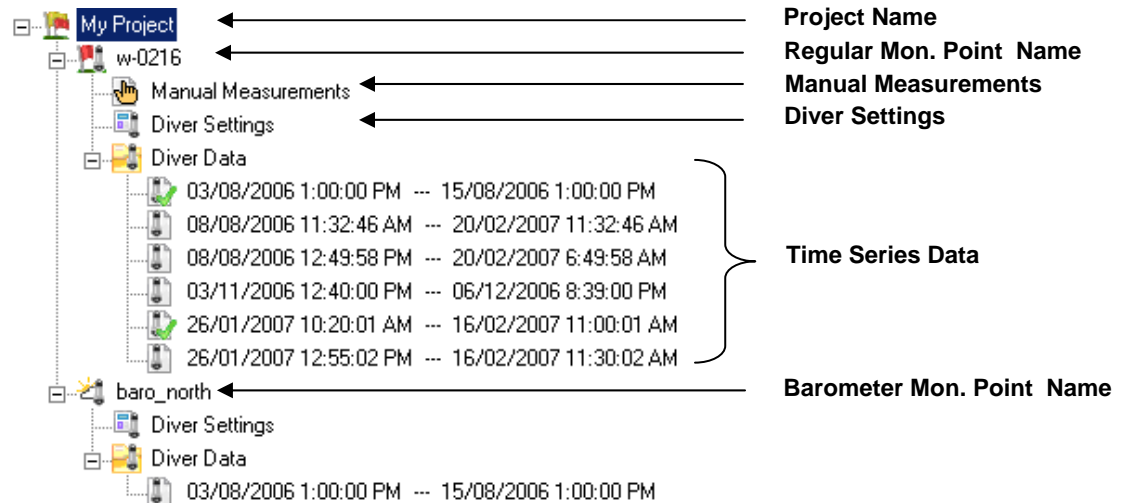 My Project Project Name
w-0216 Regular Mon. Point Name
Manual Measurements Manual Measurements
Diver Settings Diver Settings
Diver Data
03/08/2006 1:00:00 PM --- 15/08/2006 1:00:00 PM
08/08/2006 11:32:46 AM --- 20/02/2007 11:32:46 AM
08/08/2006 12:49:58 PM --- 20/02/2007 6:49:58 AM
Time Series Data
03/11/2006 12:40:00 PM --- 06/12/2006 8:39:00 PM
26/01/2007 10:20:01 AM --- 16/02/2007 11:00:01 AM
26/01/2007 12:55:02 PM --- 16/02/2007 11:30:02 AM
baro_north Barometer Mon. Point Name
Diver Settings
Diver Data
03/08/2006 1:00:00 PM --- 15/08/2006 1:00:00 PM